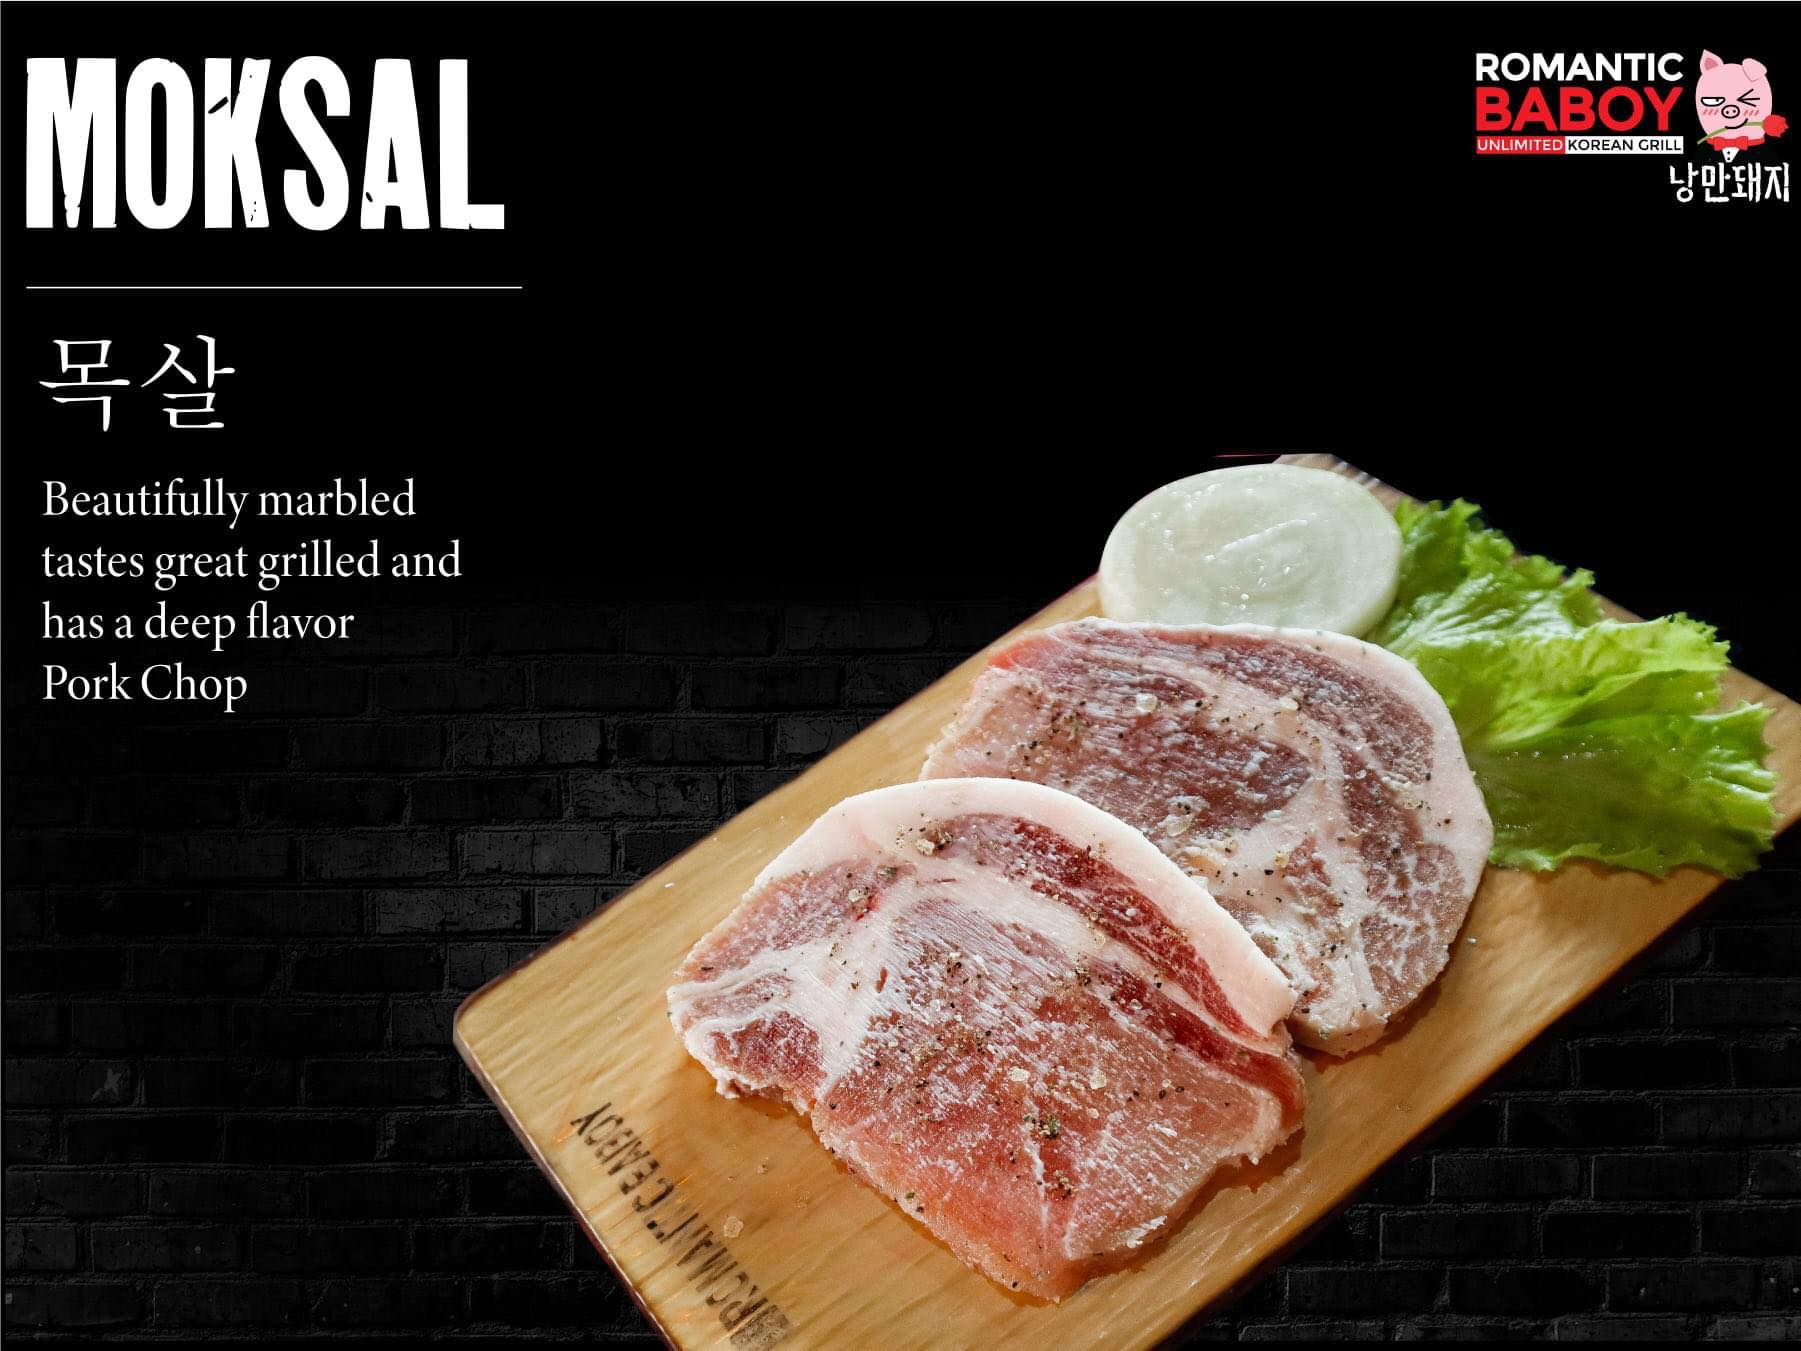 MOKSAL
목살
Beautifully marbled
tastes great grilled and
has a deep flavor
Pork Chop
ROMANTIC
BABOY
UNLIMITED KOREAN GRILL
낭만돼지
ROMANTIC BABOY